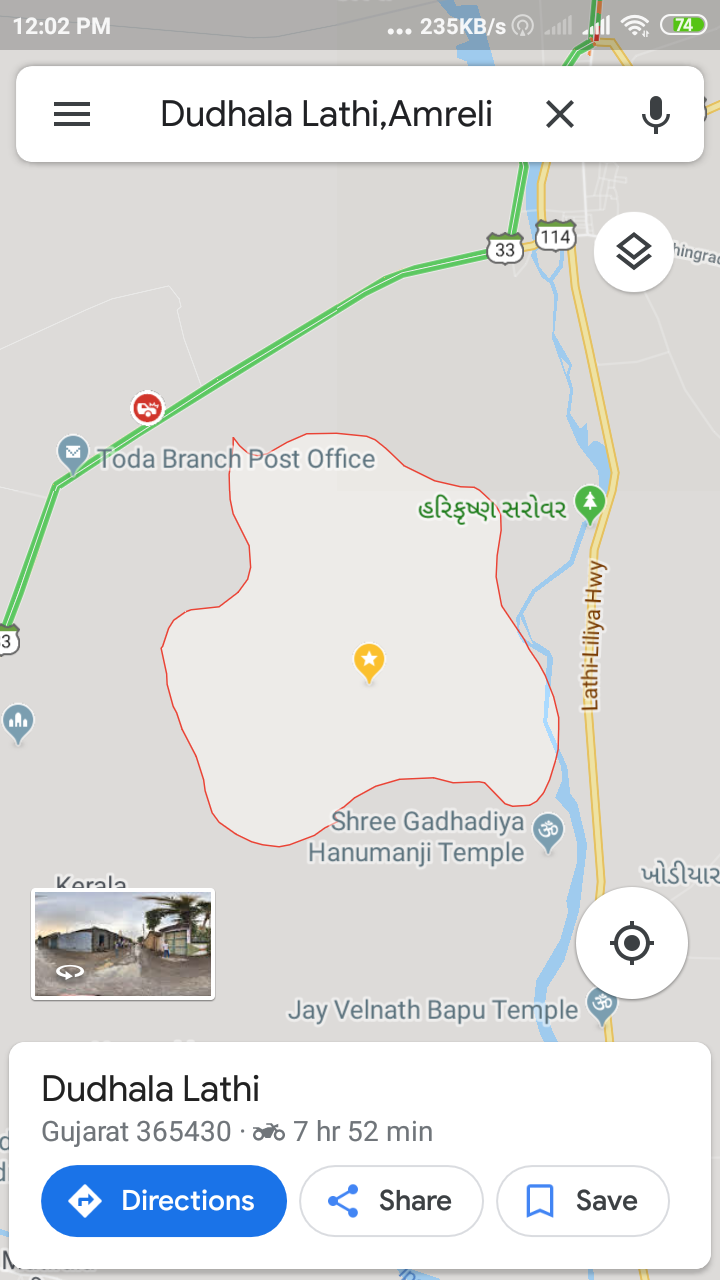 12:02 PM
... 235KB/s
74
Dudhala Lathi,Amreli
33
114
Toda Branch Post Office
હરિકૃષ્ણ સરોવર
Lathi-Liliya Hwy
Shree Gadhadiya
Hanumanji Temple
Kerala
Jay Velnath Bapu Temple
Dudhala Lathi
Gujarat 365430 · 7 hr 52 min
Directions
Share
Save